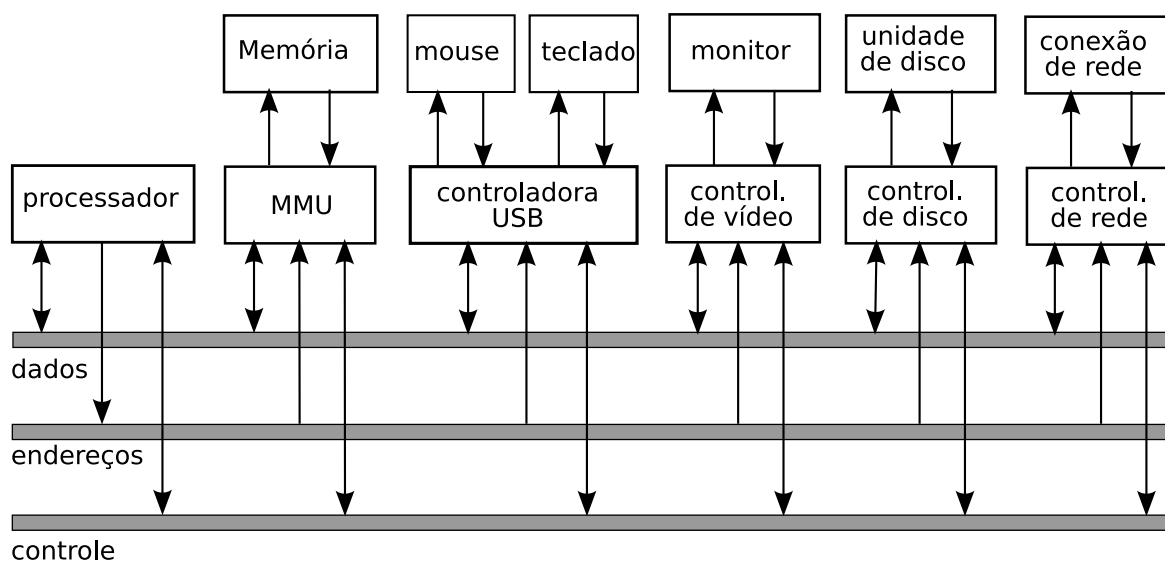 Memória
mouse
teclado
monitor
unidade
de disco
conexão
de rede
processador
MMU
controladora
USB
control.
de vídeo
control.
de disco
control.
de rede
dados
endereços
controle